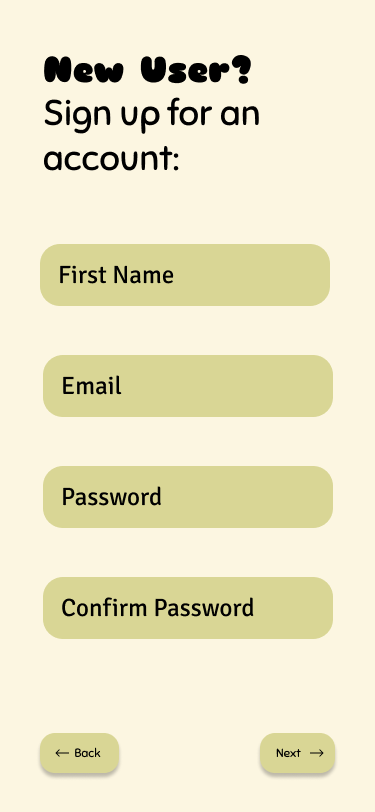 New User?
Sign up for an
account:
First Name
Email
Password
Confirm Password
← Back
Next →